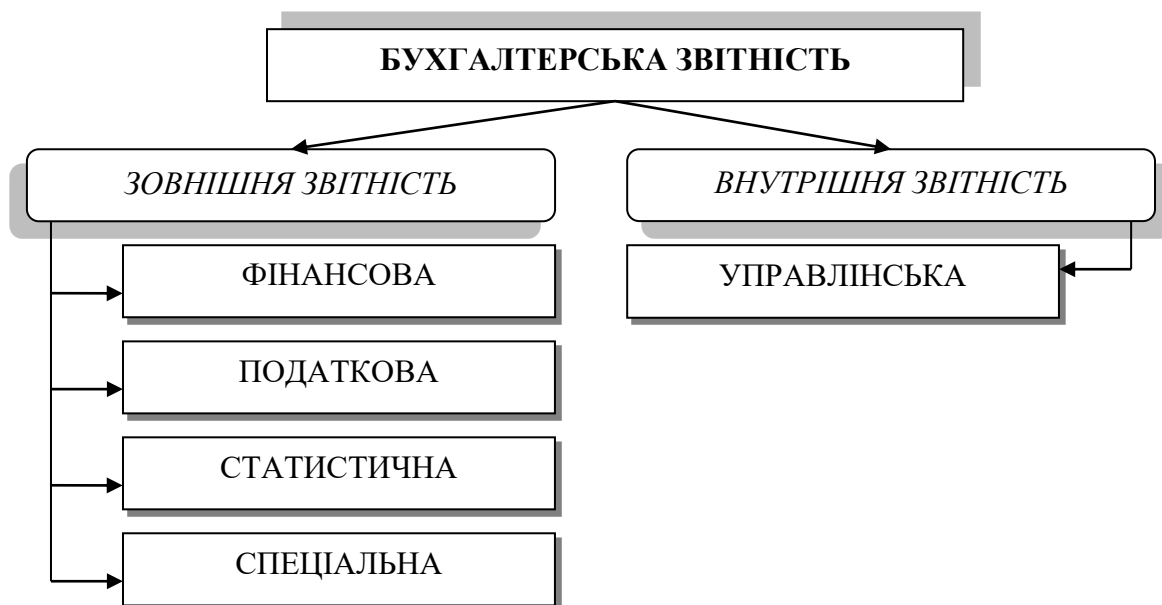 БУХГАЛТЕРСЬКА ЗВІТНІСТЬ
ЗОВНІШНЯ ЗВІТНІСТЬ
ВНУТРІШНЯ ЗВІТНІСТЬ
ФІНАНСОВА
УПРАВЛІНСЬКА
ПОДАТКОВА
СТАТИСТИЧНА
СПЕЦІАЛЬНА